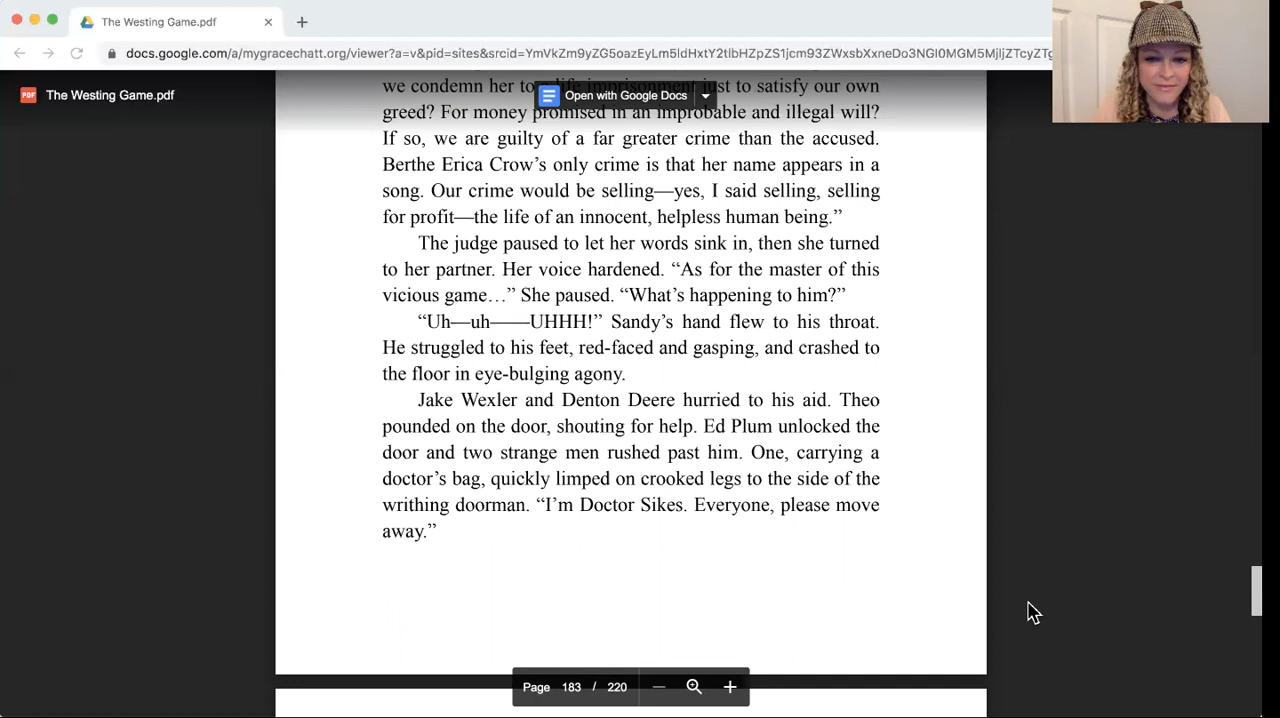 The Westing Game.pdf
docs.google.com/a/mygracechatt.org/viewer?a=v&pid=sites&srcid=
PDF The Westing Game.pdf
Open with Google Docs
we condemn her to a life imprisonment just to satisfy our own
greed? For money promised in an improbable and illegal will?
If so, we are guilty of a far greater crime than the accused.
Berthe Erica Crow’s only crime is that her name appears in a
song. Our crime would be selling—yes, I said selling, selling
for profit—the life of an innocent, helpless human being.”
The judge paused to let her words sink in, then she turned
to her partner. Her voice hardened. “As for the master of this
vicious game…” She paused. “What’s happening to him?”
“Uh—uh——UHHH!” Sandy’s hand flew to his throat.
He struggled to his feet, red-faced and gasping, and crashed to
the floor in eye-bulging agony.
Jake Wexler and Denton Deere hurried to his aid. Theo
pounded on the door, shouting for help. Ed Plum unlocked the
door and two strange men rushed past him. One, carrying a
doctor’s bag, quickly limped on crooked legs to the side of the
writhing doorman. “I’m Doctor Sikes. Everyone, please move
away.”
Page 183 / 220